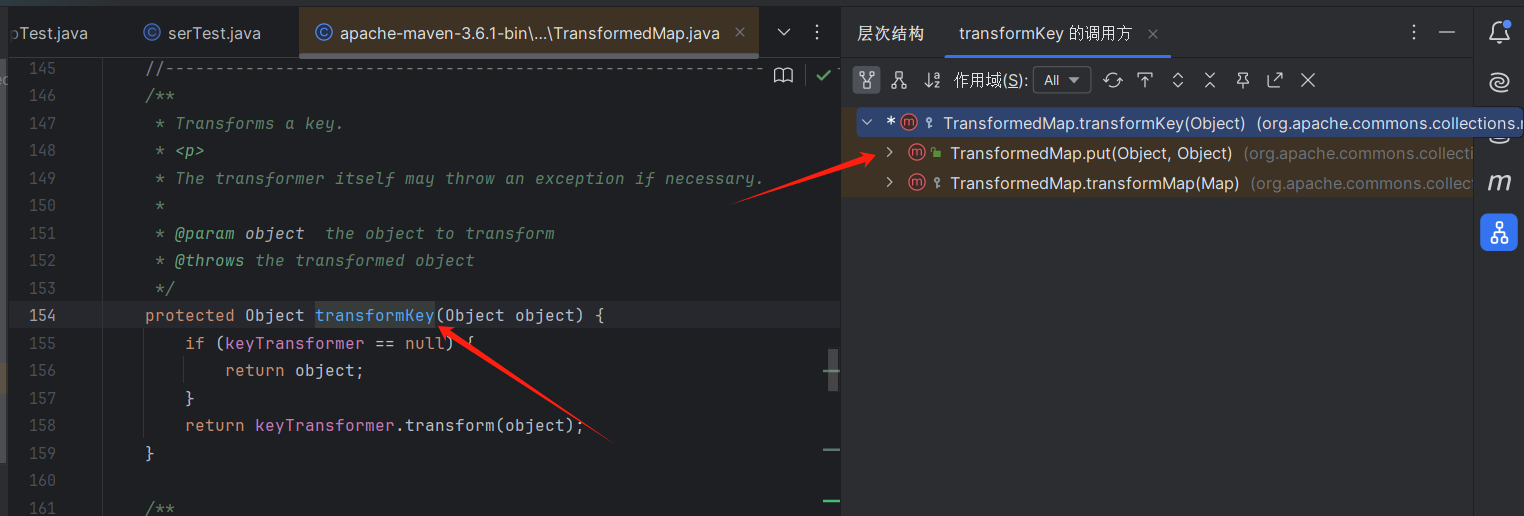 pTest.java serTest.java apache-maven-3.6.1-bin\...\TransformedMap.java
145 //------------------------------------------------------------
146 /**
147 * Transforms a key.
148 * <p>
149 * The transformer itself may throw an exception if necessary.
150 *
151 * @param object  the object to transform
152 * @throws the transformed object
153 */
154 protected Object transformKey(Object object) {
155 if (keyTransformer == null) {
156 return object;
157 }
158 return keyTransformer.transform(object);
159 }
160
161 /**
层次结构 transformKey 的调用方
作用域(S): All
* TransformedMap.transformKey(Object) (org.apache.commons.collections.
TransformedMap.put(Object, Object) (org.apache.commons.collecti
TransformedMap.transformMap(Map) (org.apache.commons.collec